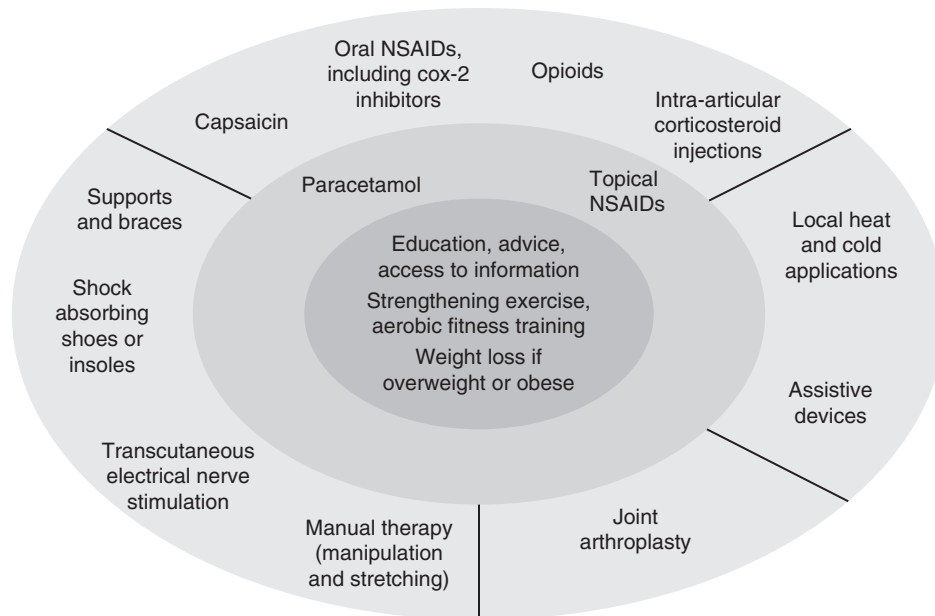 Oral NSAIDs,
including cox-2
inhibitors
Opioids
Capsaicin
Intra-articular
corticosteroid
injections
Paracetamol
Topical
NSAIDs
Supports
and braces
Local heat
and cold
applications
Education, advice,
access to information
Strengthening exercise,
aerobic fitness training
Weight loss if
overweight or obese
Shock
absorbing
shoes or
insoles
Assistive
devices
Transcutaneous
electrical nerve
stimulation
Manual therapy
(manipulation
and stretching)
Joint
arthroplasty